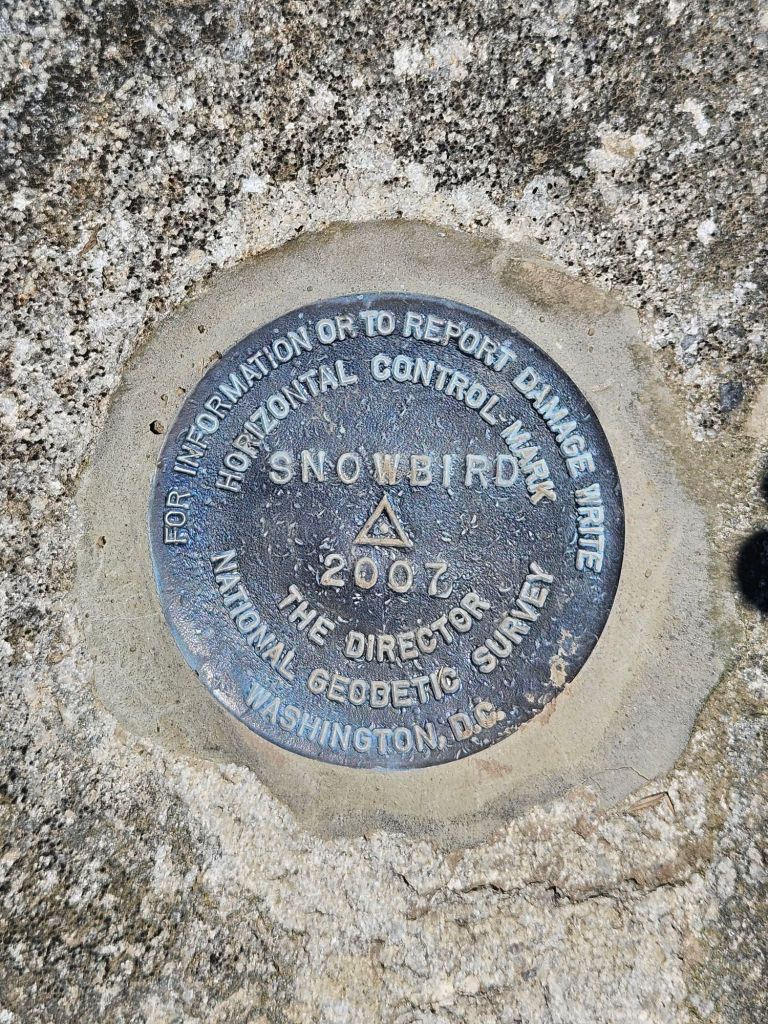 FOR INFORMATION OR TO REPORT DAMAGE WRITE
HORIZONTAL CONTROL MARK
SNOWBIRD
2007
THE DIRECTOR
NATIONAL GEODETIC SURVEY
WASHINGTON, D.C.